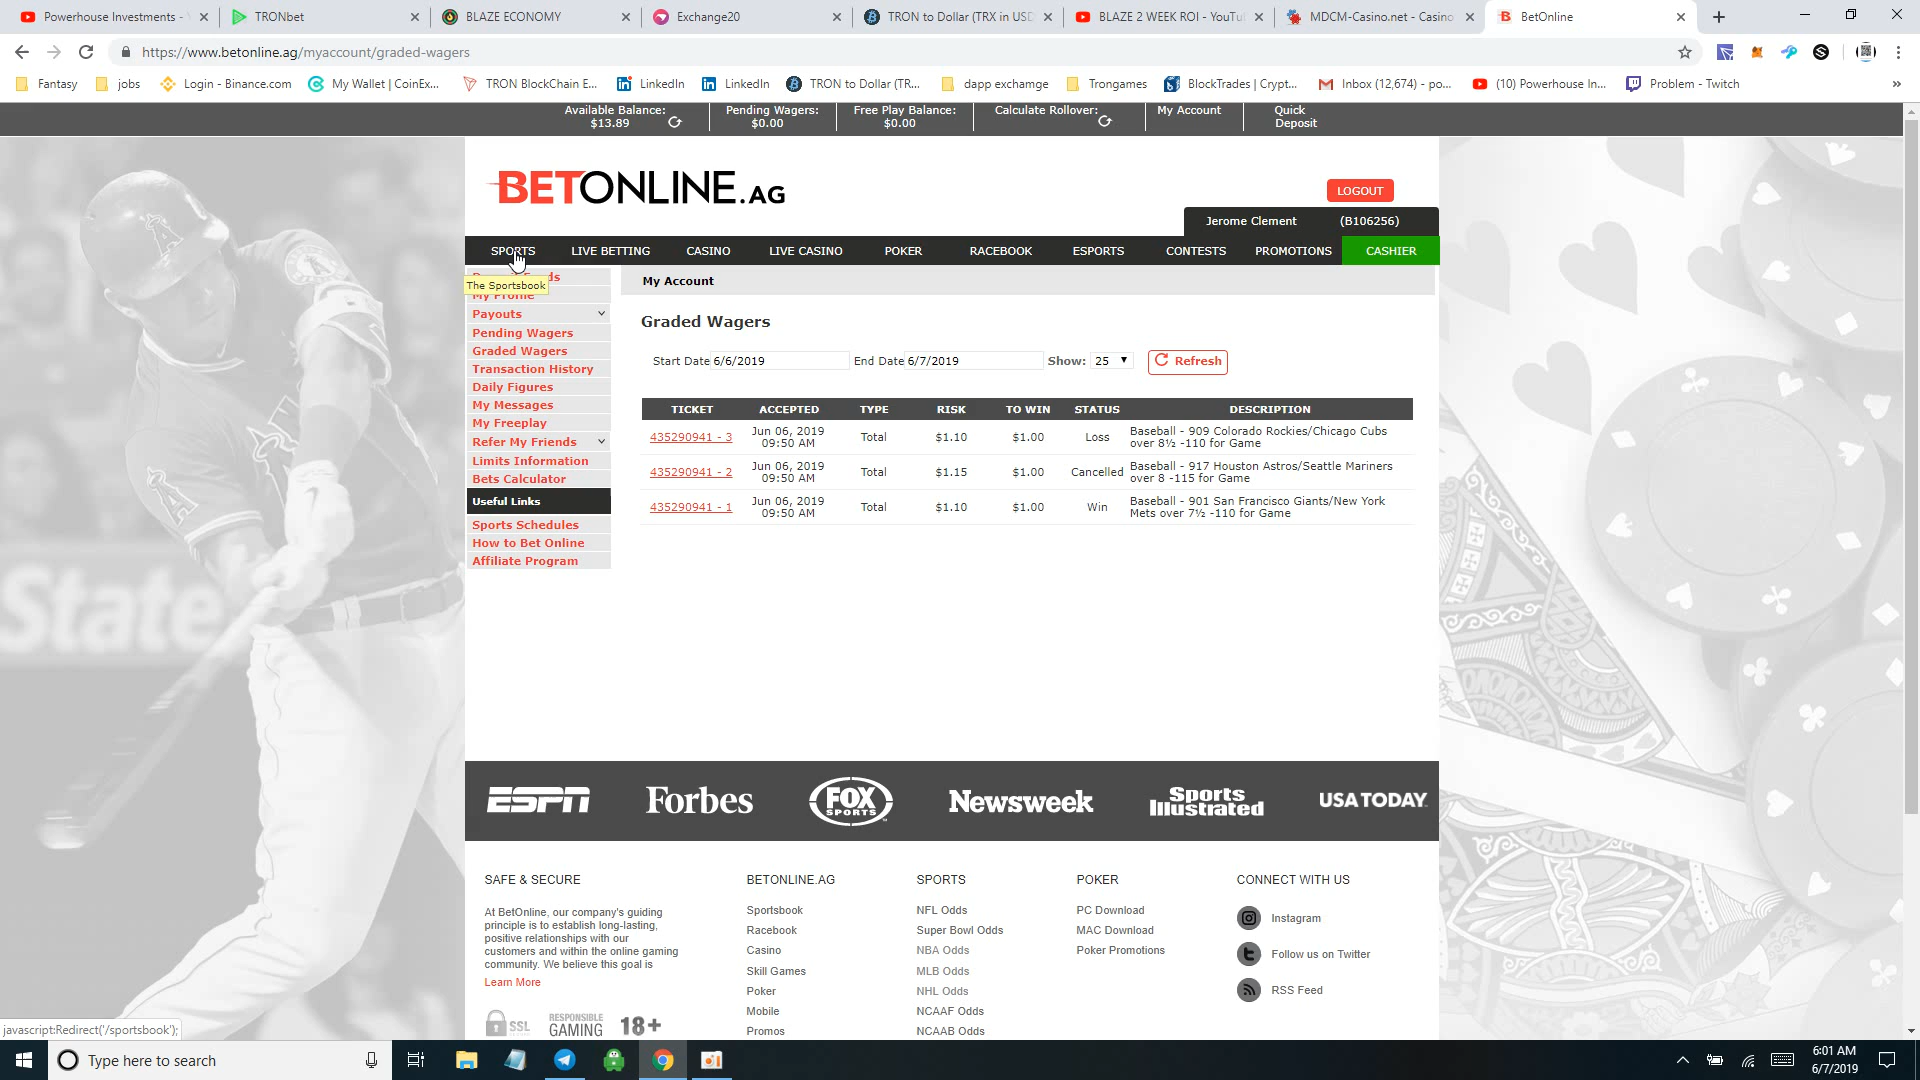 Powerhouse Investments -
TRONbet
BLAZE ECONOMY
Exchange20
TRON to Dollar (TRX in USD
BLAZE 2 WEEK ROI - YouTu
MDCM-Casino.net - Casino
BetOnline
https://www.betonline.ag/myaccount/graded-wagers
Fantasy
jobs
Login - Binance.com
My Wallet | CoinEx...
TRON BlockChain E...
LinkedIn
LinkedIn
TRON to Dollar (TR...
dapp exchamge
Trongames
BlockTrades | Crypt...
Inbox (12,674) - po...
(10) Powerhouse In...
Problem - Twitch
Available Balance:
$13.89
Pending Wagers:
$0.00
Free Play Balance:
$0.00
Calculate Rollover:
My Account
Quick
Deposit
BETONLINE.AG
LOGOUT
Jerome Clement (B106256)
SPORTS LIVE BETTING CASINO LIVE CASINO POKER RACEBOOK ESPORTS CONTESTS PROMOTIONS CASHIER
The Sportsbook
My Profile
Payouts
Pending Wagers
Graded Wagers
Transaction History
Daily Figures
My Messages
My Freeplay
Refer My Friends
Limits Information
Bets Calculator
Useful Links
Sports Schedules
How to Bet Online
Affiliate Program
My Account
Graded Wagers
Start Date 6/6/2019 End Date 6/7/2019 Show: 25 Refresh
TICKET ACCEPTED TYPE RISK TO WIN STATUS DESCRIPTION
435290941 - 3 Jun 06, 2019 09:50 AM Total $1.10 $1.00 Loss Baseball - 909 Colorado Rockies/Chicago Cubs
over 8½ -110 for Game
435290941 - 2 Jun 06, 2019 09:50 AM Total $1.15 $1.00 Cancelled Baseball - 917 Houston Astros/Seattle Mariners
over 8 -115 for Game
435290941 - 1 Jun 06, 2019 09:50 AM Total $1.10 $1.00 Win Baseball - 901 San Francisco Giants/New York
Mets over 7½ -110 for Game
State
ESPN
Forbes
FOX
SPORTS
Newsweek
Sports
Illustrated
USA TODAY
SAFE & SECURE
At BetOnline, our company's guiding
principle is to establish long-lasting,
positive relationships with our
customers and within the online gaming
community. We believe this goal is
Learn More
SSL
RESPONSIBLE
GAMING
18+
BETONLINE.AG
Sportsbook
Racebook
Casino
Skill Games
Poker
Mobile
Promos
SPORTS
NFL Odds
Super Bowl Odds
NBA Odds
MLB Odds
NHL Odds
NCAAF Odds
NCAAB Odds
POKER
PC Download
MAC Download
Poker Promotions
CONNECT WITH US
Instagram
Follow us on Twitter
RSS Feed
javascript:Redirect('/sportsbook');
Type here to search
6:01 AM
6/7/2019